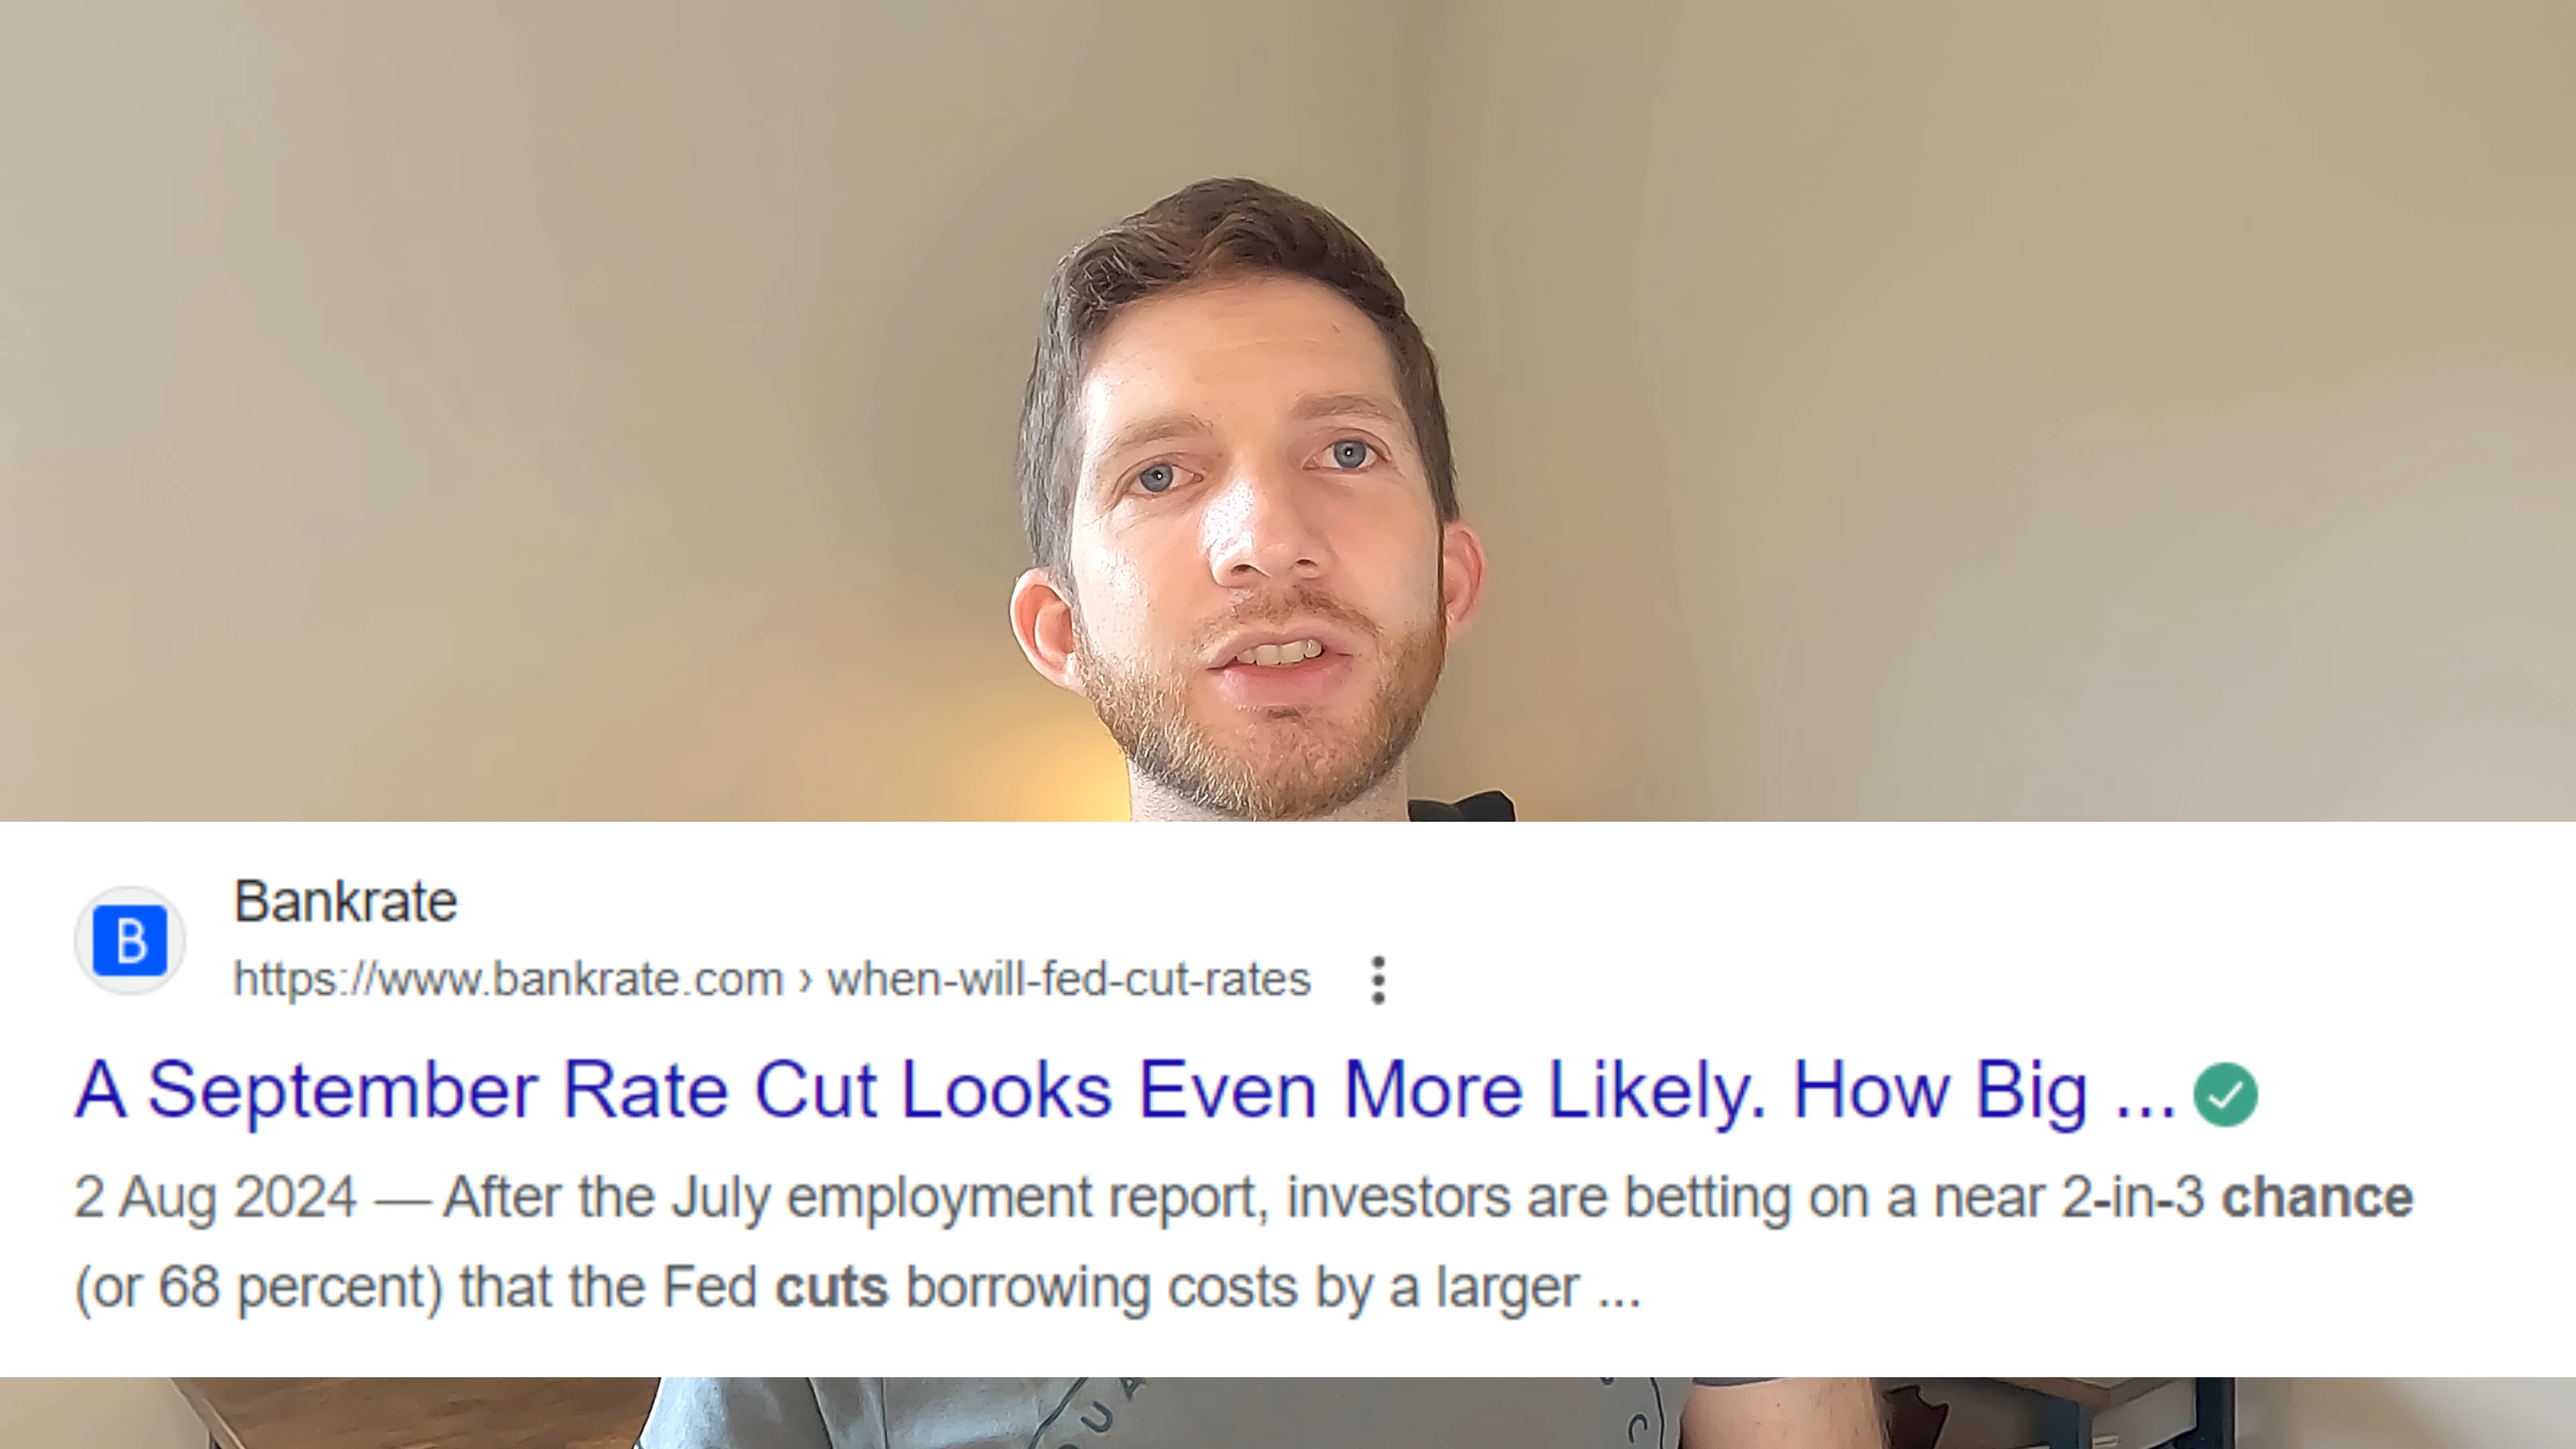 B
Bankrate
https://www.bankrate.com › when-will-fed-cut-rates
A September Rate Cut Looks Even More Likely. How Big ...
2 Aug 2024 — After the July employment report, investors are betting on a near 2-in-3 chance
(or 68 percent) that the Fed cuts borrowing costs by a larger ...